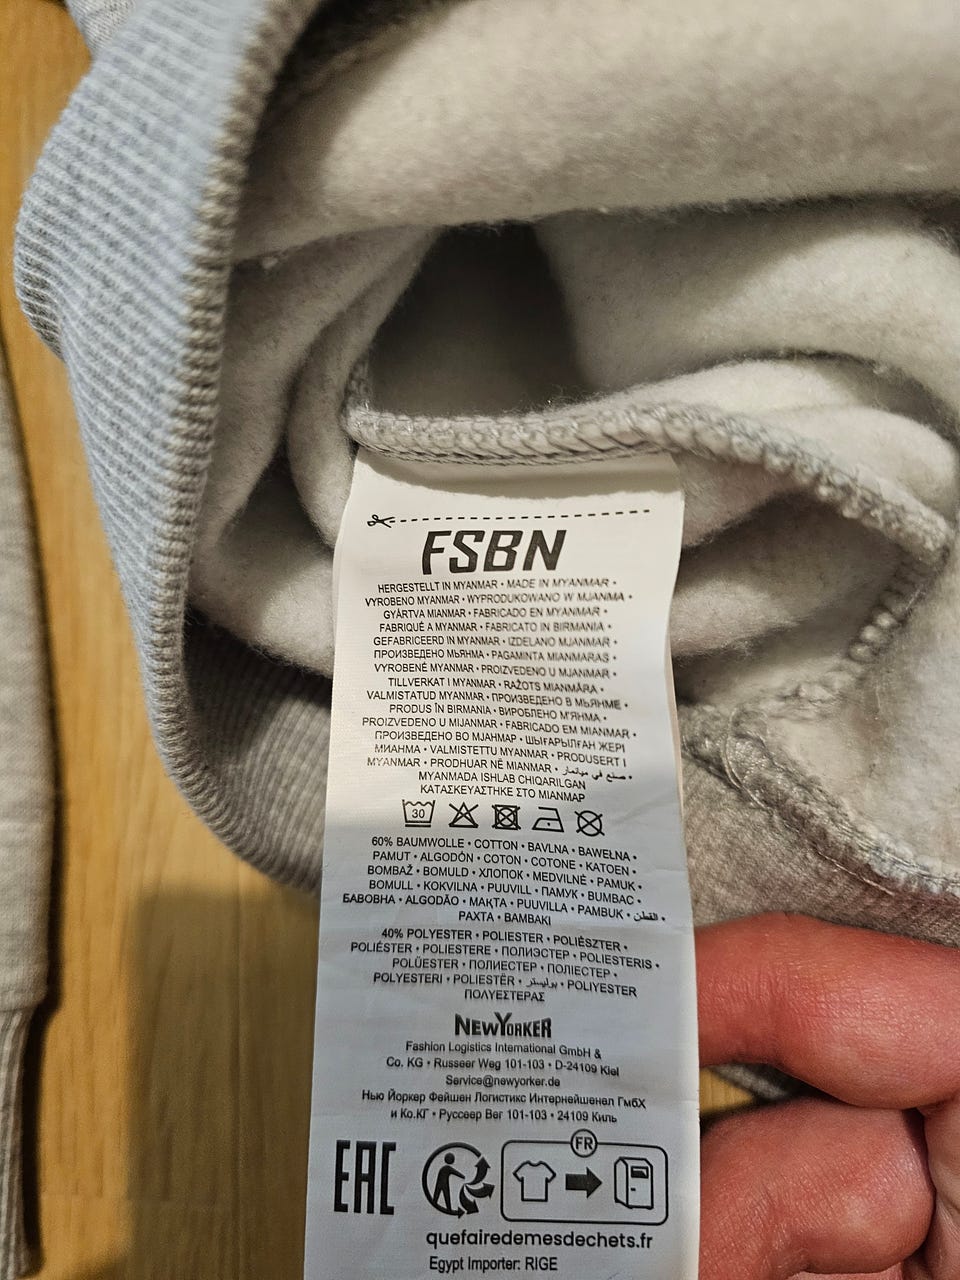 FSBN
HERGESTELLT IN MYANMAR • MADE IN MYANMAR •
VYROBENO MYANMAR • WYPRODUKOWANO W MJANMA •
GYÁRTVA MIANMAR • FABRICADO EN MYANMAR •
FABRIQUÉ A MYANMAR • FABRICATO IN BIRMANIA •
GEFABRICEERD IN MYANMAR • IZDELANO MJANMAR •
ПРОИЗВЕДЕНО МЬЯНМА • PAGAMINTA MIANMARAS •
VYROBENÉ MYANMAR • PROIZVEDENO U MJANMAR •
TILLVERKAT I MYANMAR • RAŽOTS MIANMĀRA •
VALMISTATUD MYANMAR • ПРОИЗВЕДЕНО В МЬЯНМЕ •
PRODUS ÎN BIRMANIA • ВИРОБЛЕНО М'ЯНМА •
PROIZVEDENO U MIJANMAR • FABRICADO EM MIANMAR •
ПРОИЗВЕДЕНО ВО МЈАНМАР • ШЫҒАРЫЛҒАН ЖЕРІ
МИАНМА • VALMISTETTU MYANMAR • PRODUSERT I
MYANMAR • PRODHUAR NË MIANMAR • صنع في ميانمار •
MYANMADA ISHLAB CHIQARILGAN
ΚΑΤΑΣΚΕΥΑΣΤΗΚΕ ΣΤΟ ΜΙΑΝΜΑΡ
30
60% BAUMWOLLE • COTTON • BAVLNA • BAWEŁNA •
PAMUT • ALGODÓN • COTON • COTONE • KATOEN •
BOMBAŽ • BOMULD • ХЛОПОК • MEDVILNĖ • PAMUK •
BOMULL • KOKVILNA • PUUVILL • ПАМУК • BUMBAC •
БАВОВНА • ALGODÃO • МАҚТА • PUUVILLA • PAMBUK • القطن •
PAXTA • ΒΑΜΒΑΚΙ
40% POLYESTER • POLIESTER • POLIÉSZTER •
POLIÉSTER • POLIESTERE • ПОЛИЭСТЕР • POLIESTERIS •
POLÜESTER • ПОЛИЕСТЕР • ПОЛІЕСТЕР •
POLYESTERI • POLIESTËR • بوليستر • POLIYESTER
ΠΟΛΥΕΣΤΕΡΑΣ
NEWYORKER
Fashion Logistics International GmbH &
Co. KG • Russeer Weg 101-103 • D-24109 Kiel
Service@newyorker.de
Нью Йоркер Фейшен Логистикс Интернейшенел ГмбХ
и Ко.КГ • Руссеер Вег 101-103 • 24109 Киль
EAC
FR
quefairedemesdechets.fr
Egypt Importer: RIGE